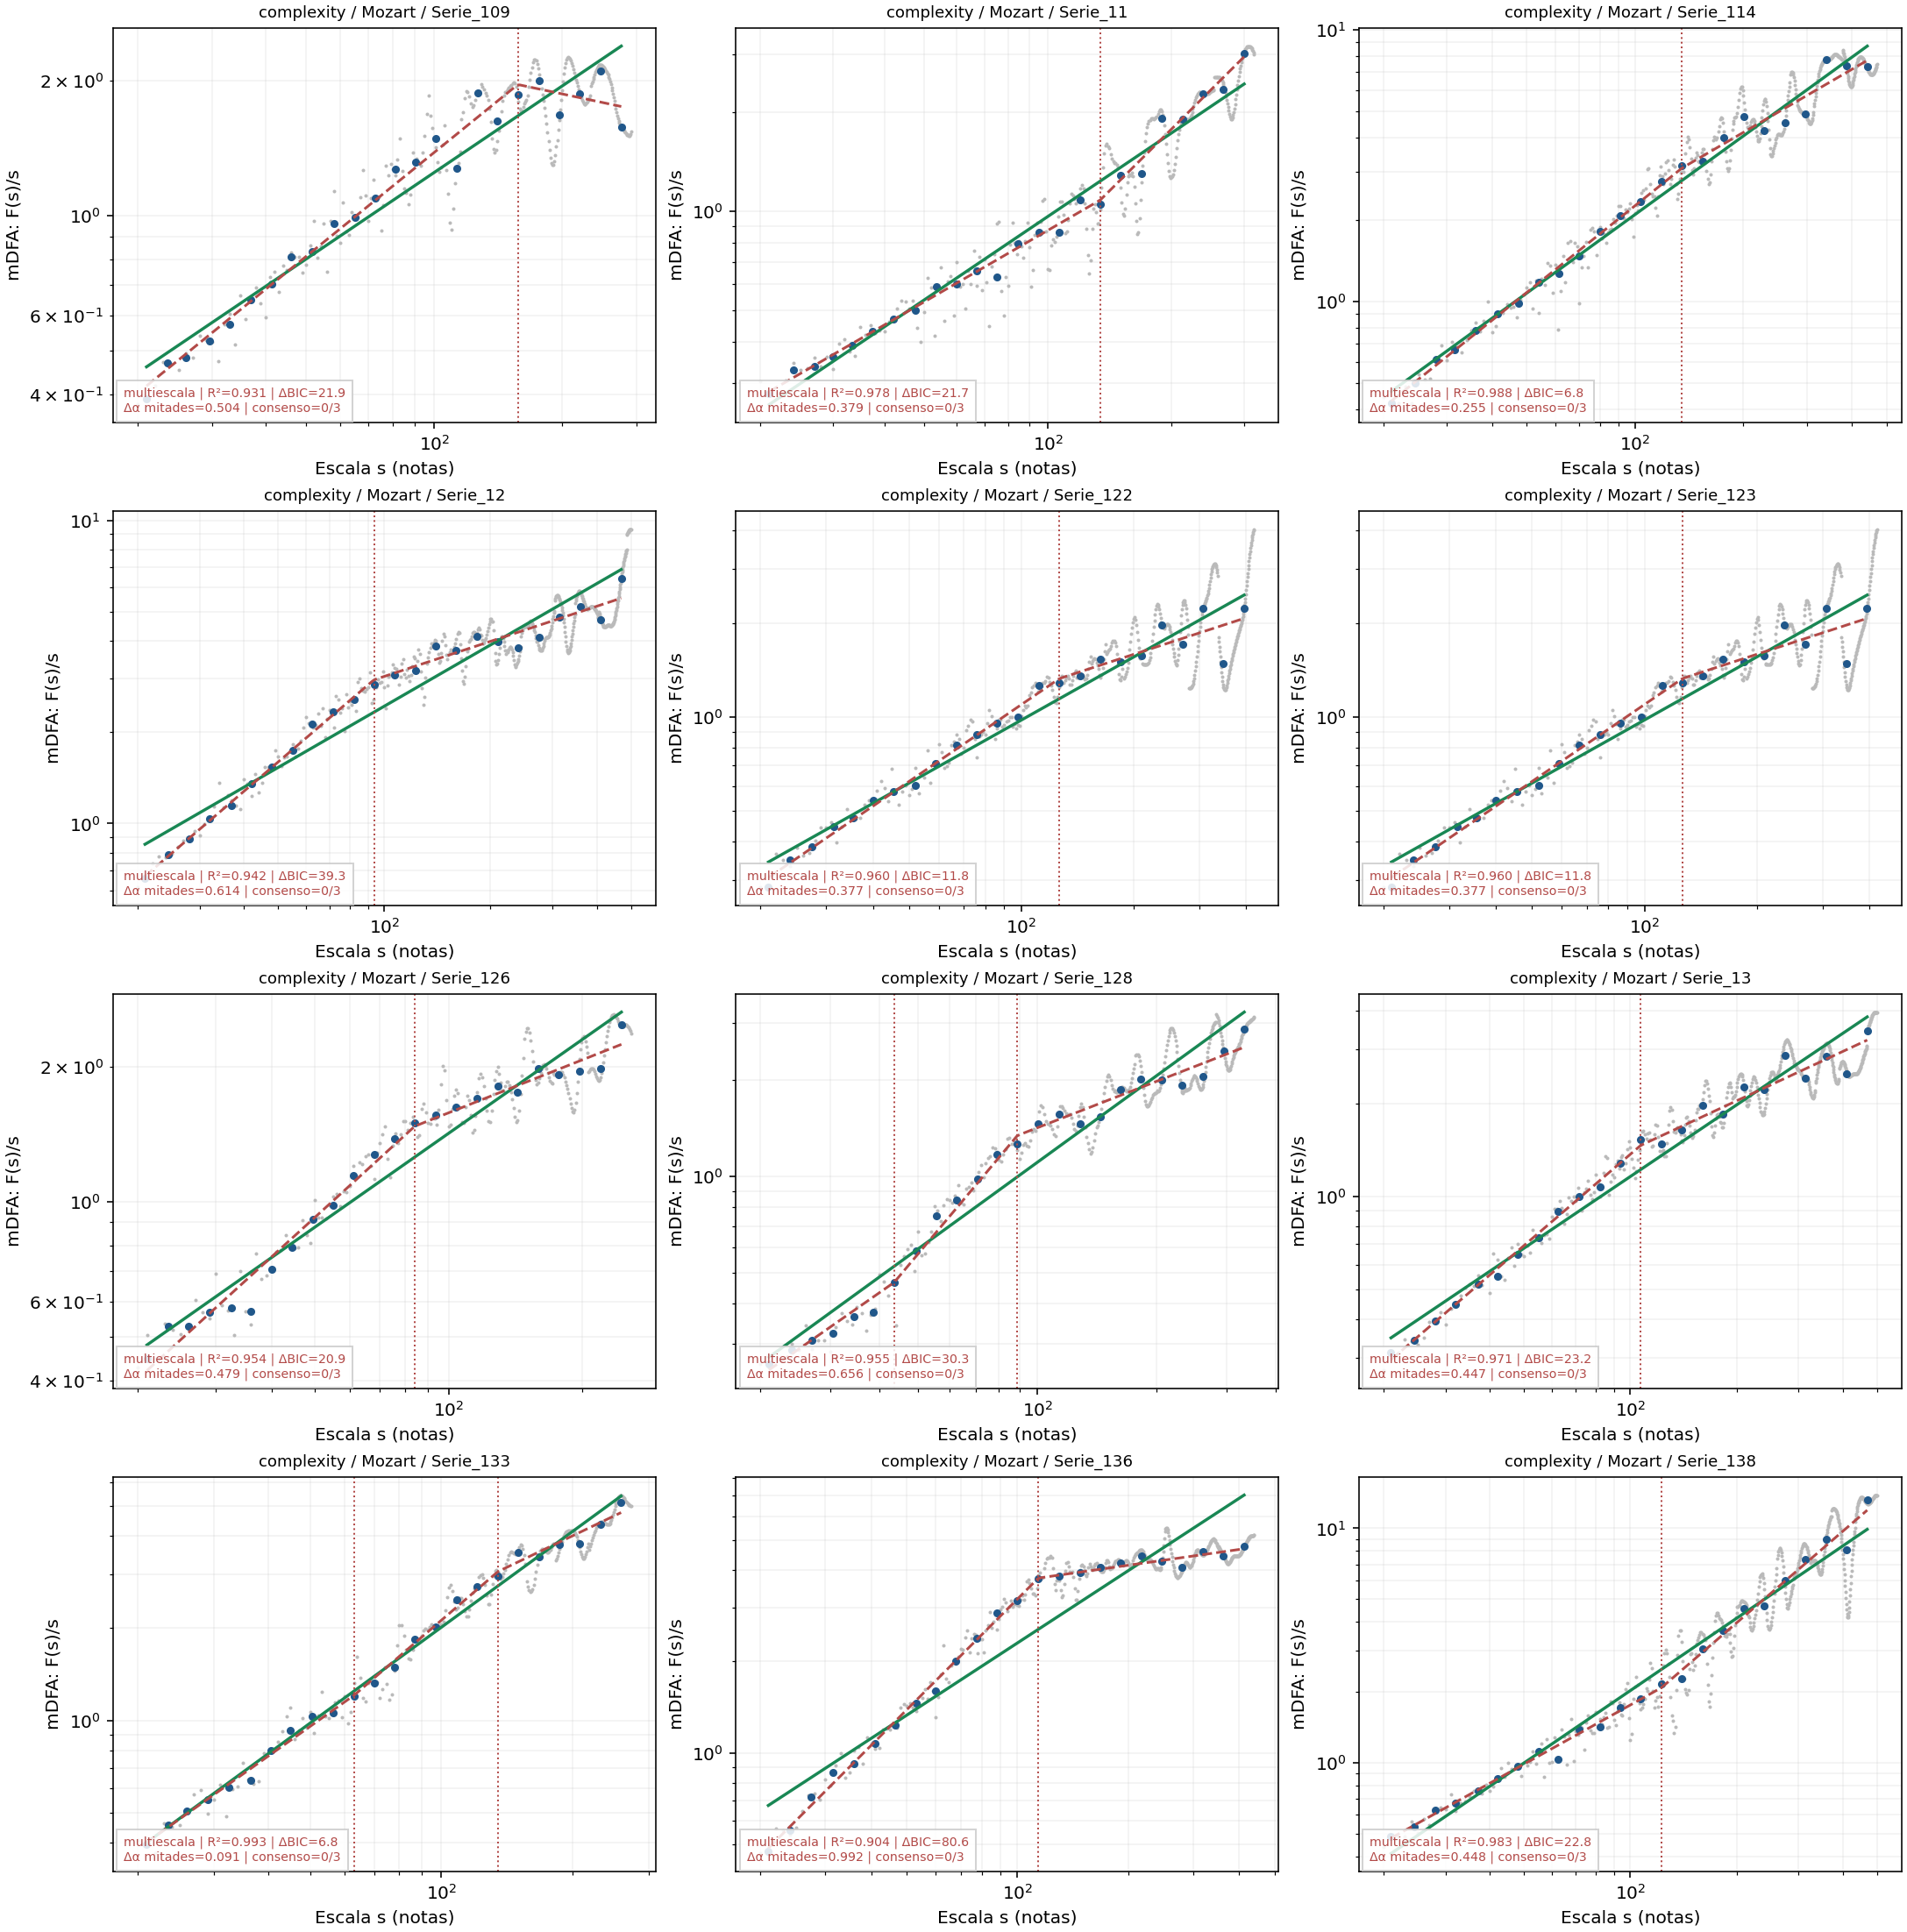 complexity / Mozart / Serie_109
mDFA: F(s)/s
2 × 10⁰
10⁰
6 × 10⁻¹
4 × 10⁻¹
multiescala | R²=0.931 | ΔBIC=21.9
Δα mitades=0.504 | consenso=0/3
10²
Escala s (notas)
complexity / Mozart / Serie_11
mDFA: F(s)/s
10⁰
multiescala | R²=0.978 | ΔBIC=21.7
Δα mitades=0.379 | consenso=0/3
10²
Escala s (notas)
complexity / Mozart / Serie_114
mDFA: F(s)/s
10¹
10⁰
multiescala | R²=0.988 | ΔBIC=6.8
Δα mitades=0.255 | consenso=0/3
10²
Escala s (notas)
complexity / Mozart / Serie_12
mDFA: F(s)/s
10¹
10⁰
multiescala | R²=0.942 | ΔBIC=39.3
Δα mitades=0.614 | consenso=0/3
10²
Escala s (notas)
complexity / Mozart / Serie_122
mDFA: F(s)/s
10⁰
multiescala | R²=0.960 | ΔBIC=11.8
Δα mitades=0.377 | consenso=0/3
10²
Escala s (notas)
complexity / Mozart / Serie_123
mDFA: F(s)/s
10⁰
multiescala | R²=0.960 | ΔBIC=11.8
Δα mitades=0.377 | consenso=0/3
10²
Escala s (notas)
complexity / Mozart / Serie_126
mDFA: F(s)/s
2 × 10⁰
10⁰
6 × 10⁻¹
4 × 10⁻¹
multiescala | R²=0.954 | ΔBIC=20.9
Δα mitades=0.479 | consenso=0/3
10²
Escala s (notas)
complexity / Mozart / Serie_128
mDFA: F(s)/s
10⁰
multiescala | R²=0.955 | ΔBIC=30.3
Δα mitades=0.656 | consenso=0/3
10²
Escala s (notas)
complexity / Mozart / Serie_13
mDFA: F(s)/s
10⁰
multiescala | R²=0.971 | ΔBIC=23.2
Δα mitades=0.447 | consenso=0/3
10²
Escala s (notas)
complexity / Mozart / Serie_133
mDFA: F(s)/s
10⁰
multiescala | R²=0.993 | ΔBIC=6.8
Δα mitades=0.091 | consenso=0/3
10²
Escala s (notas)
complexity / Mozart / Serie_136
mDFA: F(s)/s
10⁰
multiescala | R²=0.904 | ΔBIC=80.6
Δα mitades=0.992 | consenso=0/3
10²
Escala s (notas)
complexity / Mozart / Serie_138
mDFA: F(s)/s
10¹
10⁰
multiescala | R²=0.983 | ΔBIC=22.8
Δα mitades=0.448 | consenso=0/3
10²
Escala s (notas)